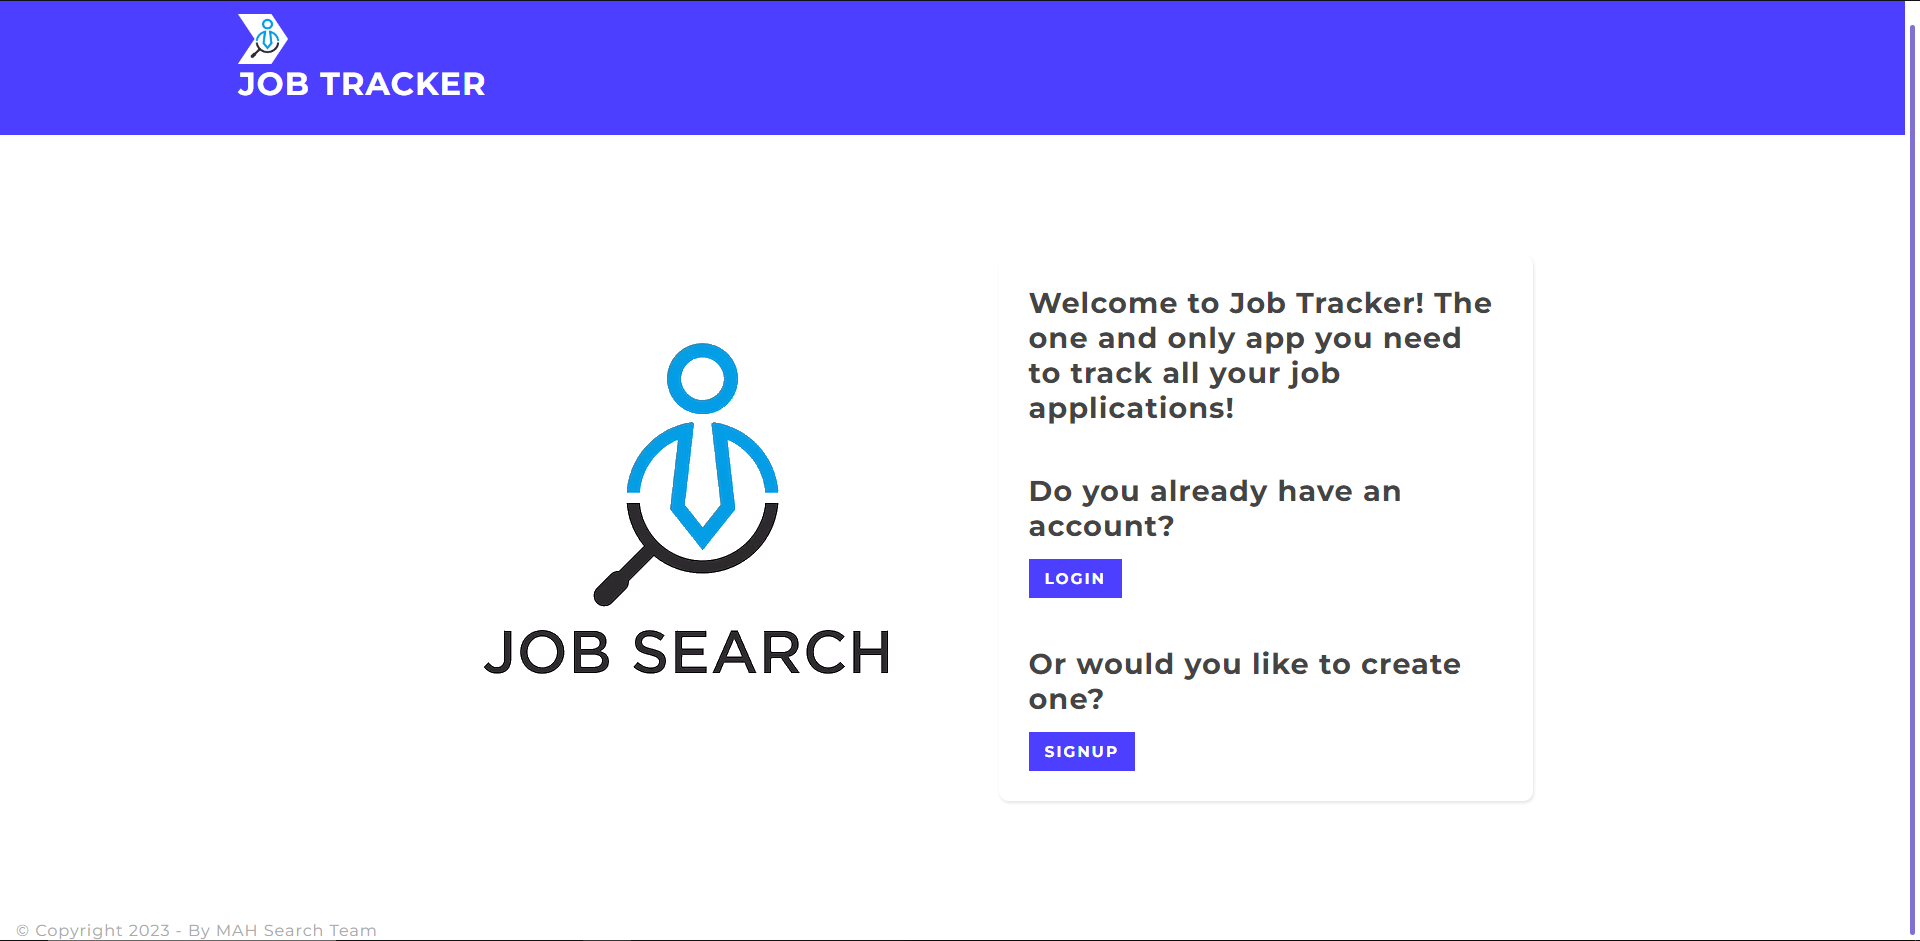 JOB TRACKER
JOB SEARCH
Welcome to Job Tracker! The
one and only app you need
to track all your job
applications!
Do you already have an
account?
LOGIN
Or would you like to create
one?
SIGNUP
© Copyright 2023 - By MAH Search Team